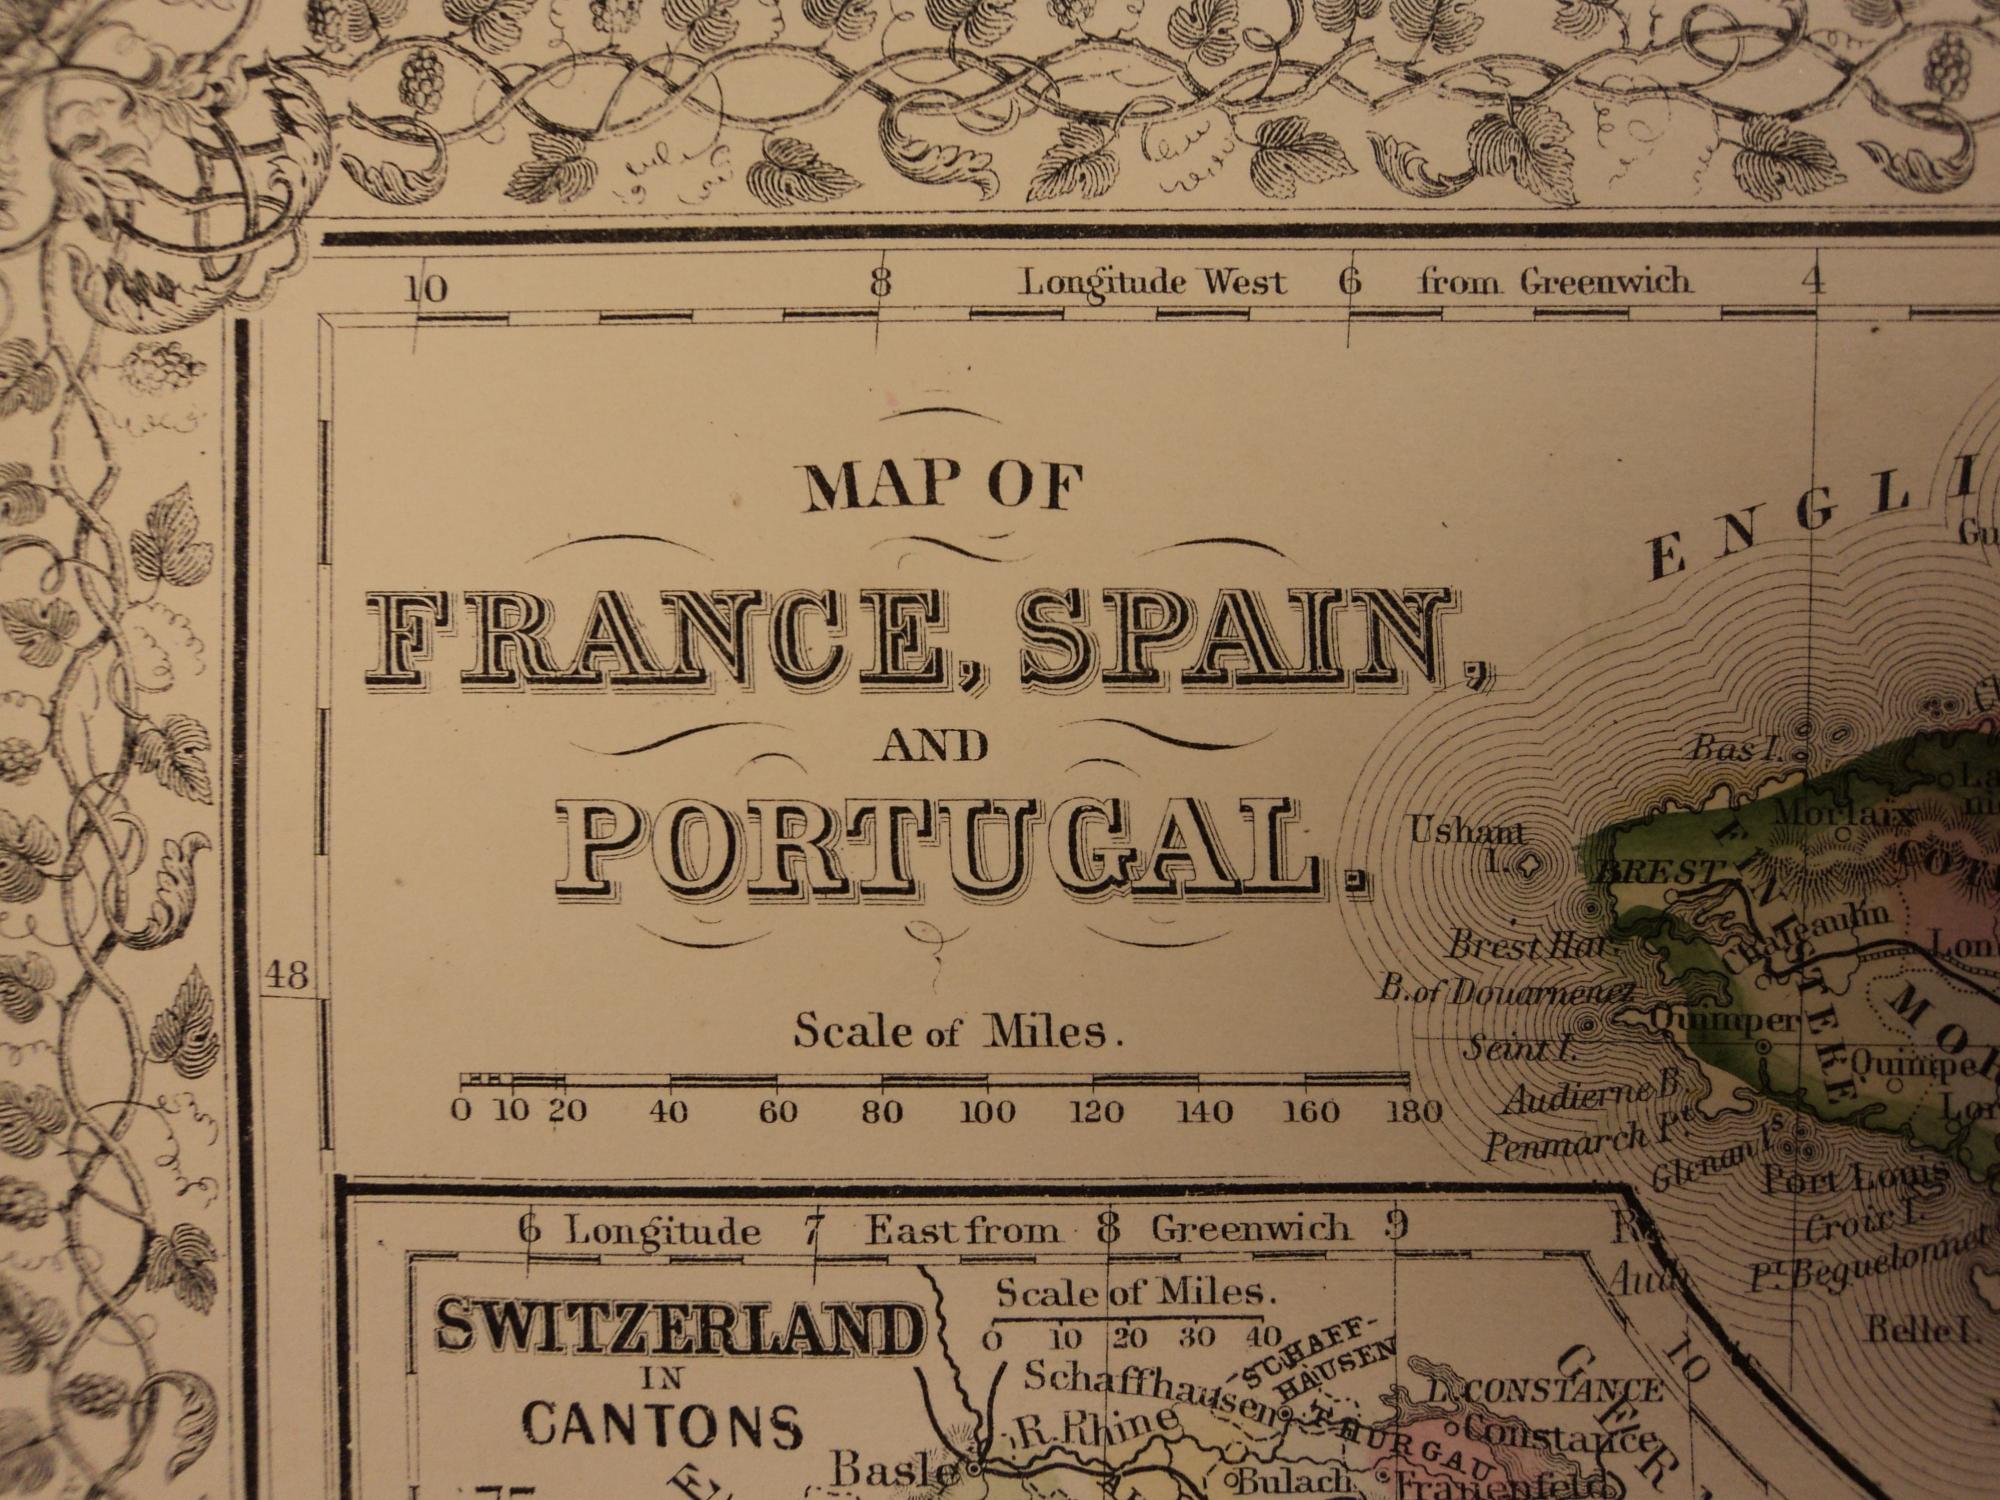 10 8 Longitude West 6 from Greenwich 4
MAP OF
FRANCE, SPAIN,
AND
PORTUGAL.
Scale of Miles.
0 10 20 40 60 80 100 120 140 160 180
48
ENGLI
Bas I.
Morlaix
Ushant
I.
BREST
FINISTERE
Chateaulin
Brest Har.
B. of Douarnenez
Quimper
Seint I.
Quimpe
Audierne B.
Penmarch Pt.
Glenan Is
Port Louis
Croix I.
Belle I.
6 Longitude 7 East from 8 Greenwich 9
10
SWITZERLAND
IN
CANTONS
Scale of Miles.
0 10 20 30 40
SCHAFF-
HAUSEN
Schaffhausen
L. CONSTANCE
R. Rhine
THURGAU
Constance
GER
Basle
Bulach
Frauenfeld